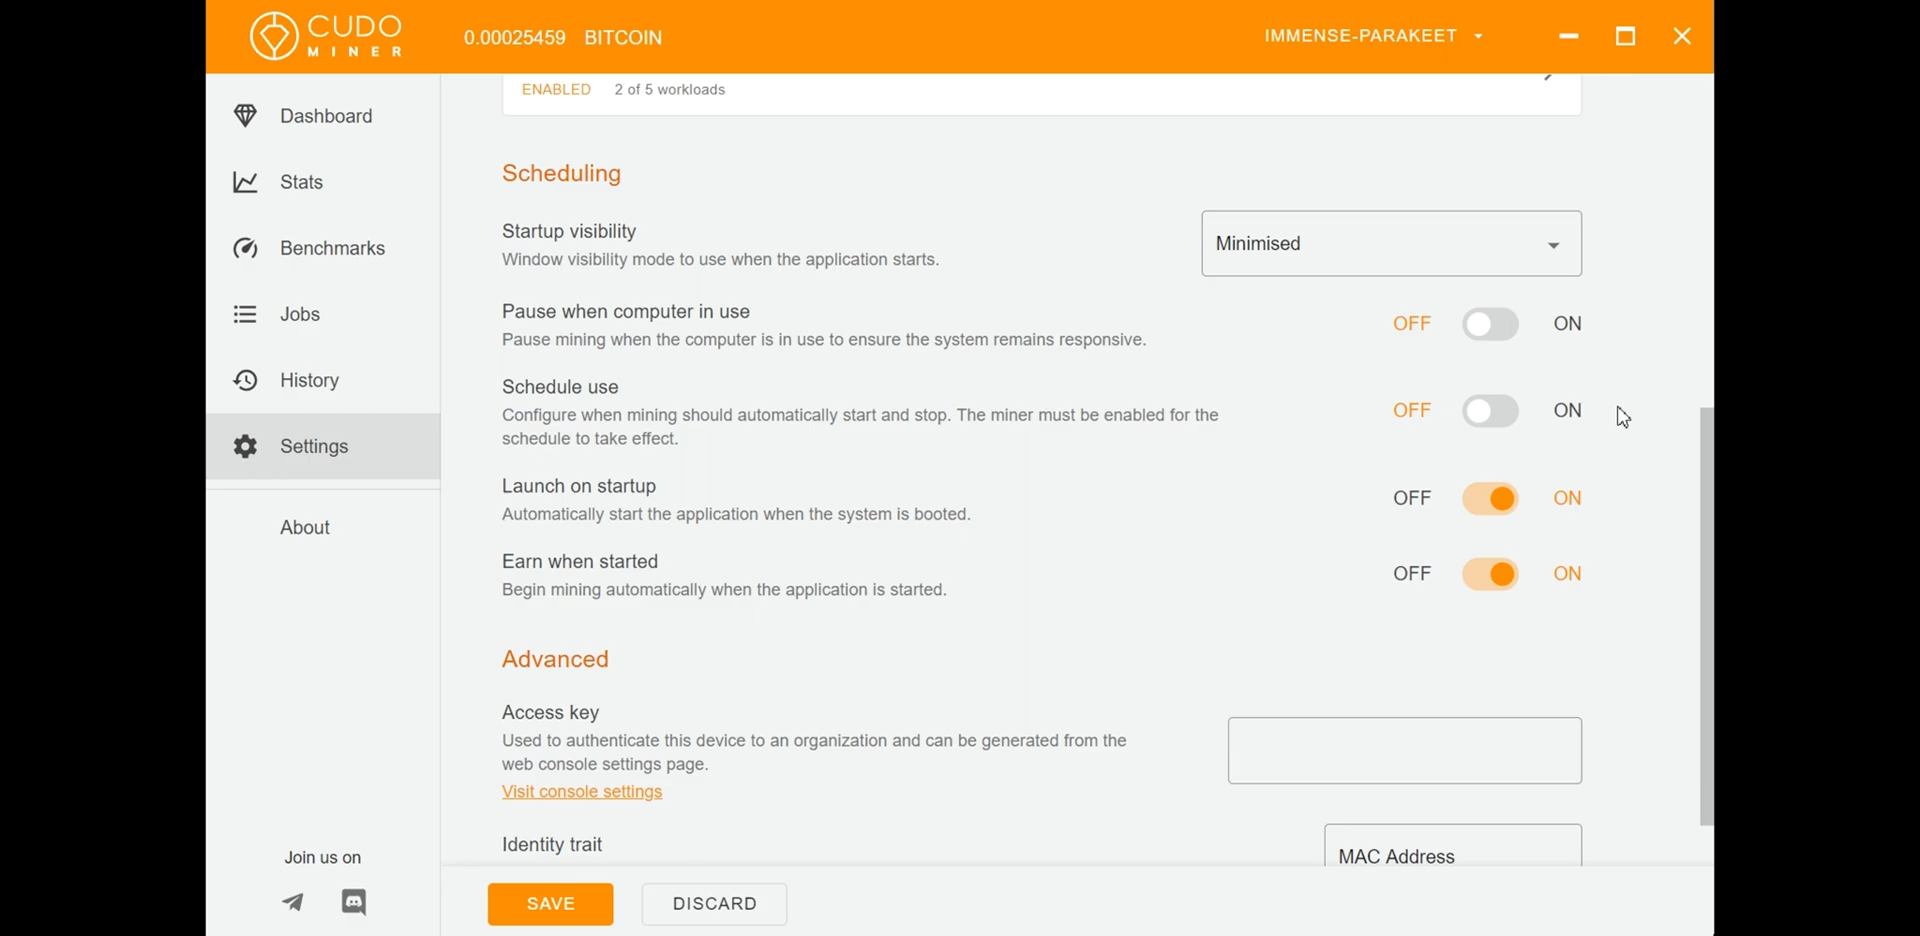 CUDO
MINER
0.00025459 BITCOIN
IMMENSE-PARAKEET
Dashboard
Stats
Benchmarks
Jobs
History
Settings
About
Join us on
ENABLED 2 of 5 workloads
Scheduling
Startup visibility
Window visibility mode to use when the application starts.
Minimised
Pause when computer in use
Pause mining when the computer is in use to ensure the system remains responsive.
OFF ON
Schedule use
Configure when mining should automatically start and stop. The miner must be enabled for the
schedule to take effect.
OFF ON
Launch on startup
Automatically start the application when the system is booted.
OFF ON
Earn when started
Begin mining automatically when the application is started.
OFF ON
Advanced
Access key
Used to authenticate this device to an organization and can be generated from the
web console settings page.
Visit console settings
Identity trait
MAC Address
SAVE DISCARD